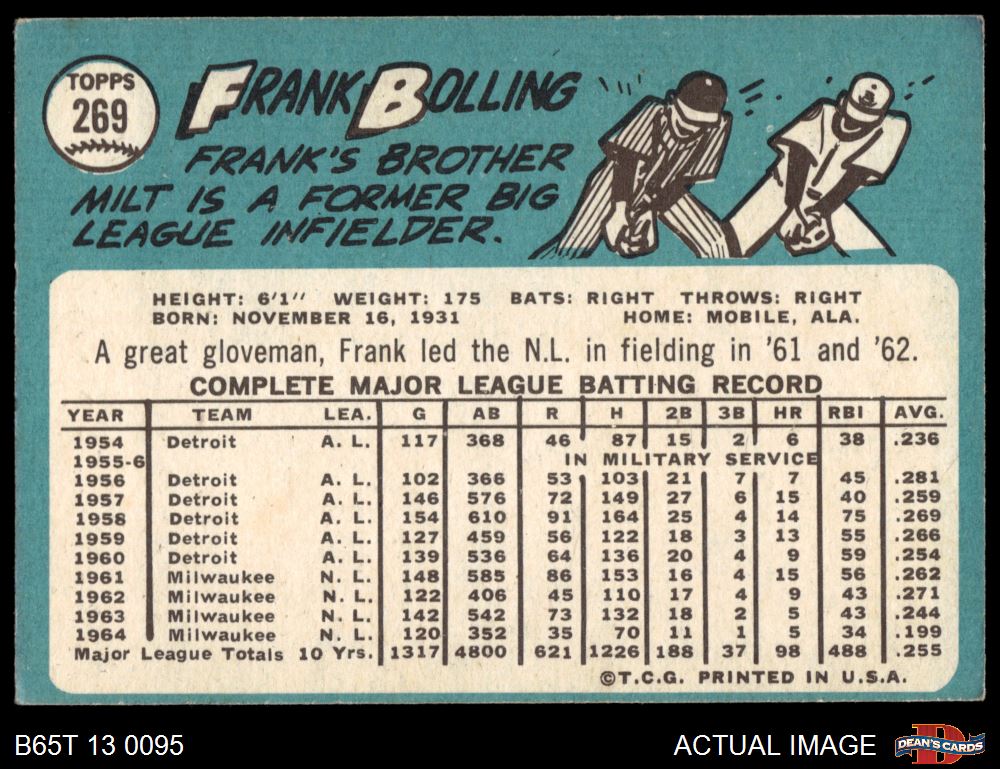 TOPPS
269
FRANK BOLLING
FRANK'S BROTHER
MILT IS A FORMER BIG
LEAGUE INFIELDER.
HEIGHT: 6'1" WEIGHT: 175 BATS: RIGHT THROWS: RIGHT
BORN: NOVEMBER 16, 1931 HOME: MOBILE, ALA.
A great gloveman, Frank led the N.L. in fielding in '61 and '62.
COMPLETE MAJOR LEAGUE BATTING RECORD
YEAR TEAM LEA. G AB R H 2B 3B HR RBI AVG.
1954 Detroit A. L. 117 368 46 87 15 2 6 38 .236
1955-6 IN MILITARY SERVICE
1956 Detroit A. L. 102 366 53 103 21 7 7 45 .281
1957 Detroit A. L. 146 576 72 149 27 6 15 40 .259
1958 Detroit A. L. 154 610 91 164 25 4 14 75 .269
1959 Detroit A. L. 127 459 56 122 18 3 13 55 .266
1960 Detroit A. L. 139 536 64 136 20 4 9 59 .254
1961 Milwaukee N. L. 148 585 86 153 16 4 15 56 .262
1962 Milwaukee N. L. 122 406 45 110 17 4 9 43 .271
1963 Milwaukee N. L. 142 542 73 132 18 2 5 43 .244
1964 Milwaukee N. L. 120 352 35 70 11 1 5 34 .199
Major League Totals 10 Yrs. 1317 4800 621 1226 188 37 98 488 .255
©T.C.G. PRINTED IN U.S.A.
B65T 13 0095
ACTUAL IMAGE
D
DEAN'S CARDS